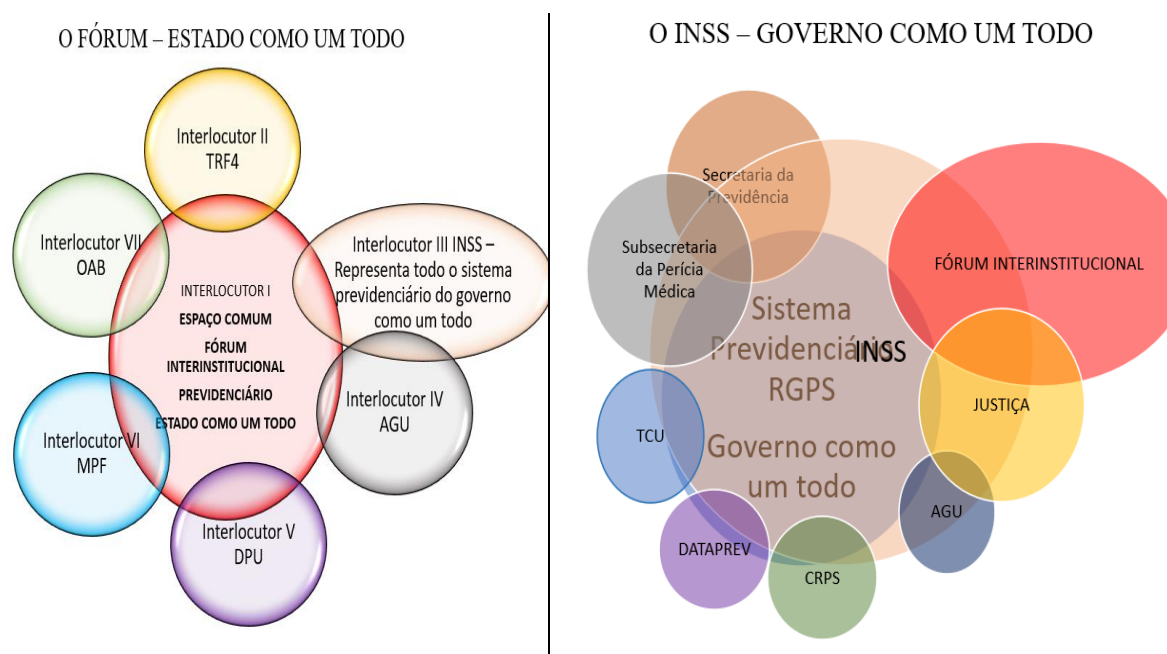 O FÓRUM – ESTADO COMO UM TODO
Interlocutor II
TRF4
Interlocutor VII
OAB
Interlocutor III INSS –
Representa todo o sistema
previdenciário do governo
como um todo
INTERLOCUTOR I
ESPAÇO COMUM
FÓRUM
INTERINSTITUCIONAL
PREVIDENCIÁRIO
ESTADO COMO UM TODO
Interlocutor IV
AGU
Interlocutor VI
MPF
Interlocutor V
DPU
O INSS – GOVERNO COMO UM TODO
Secretaria da
Previdência
Subsecretaria
da Perícia
Médica
FÓRUM INTERINSTITUCIONAL
Sistema
Previdenciário
RGPS
INSS
Governo como
um todo
JUSTIÇA
TCU
AGU
DATAPREV
CRPS